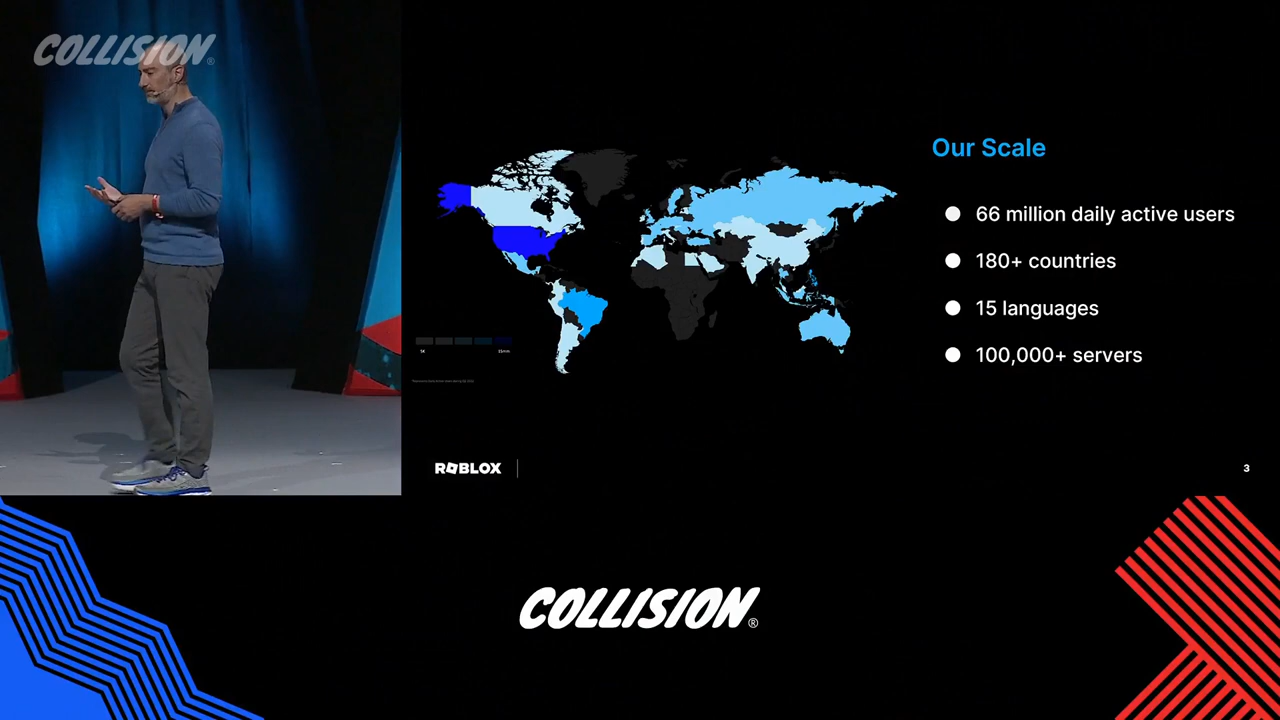 COLLISION®
Our Scale
66 million daily active users
180+ countries
15 languages
100,000+ servers
ROBLOX
3
COLLISION®